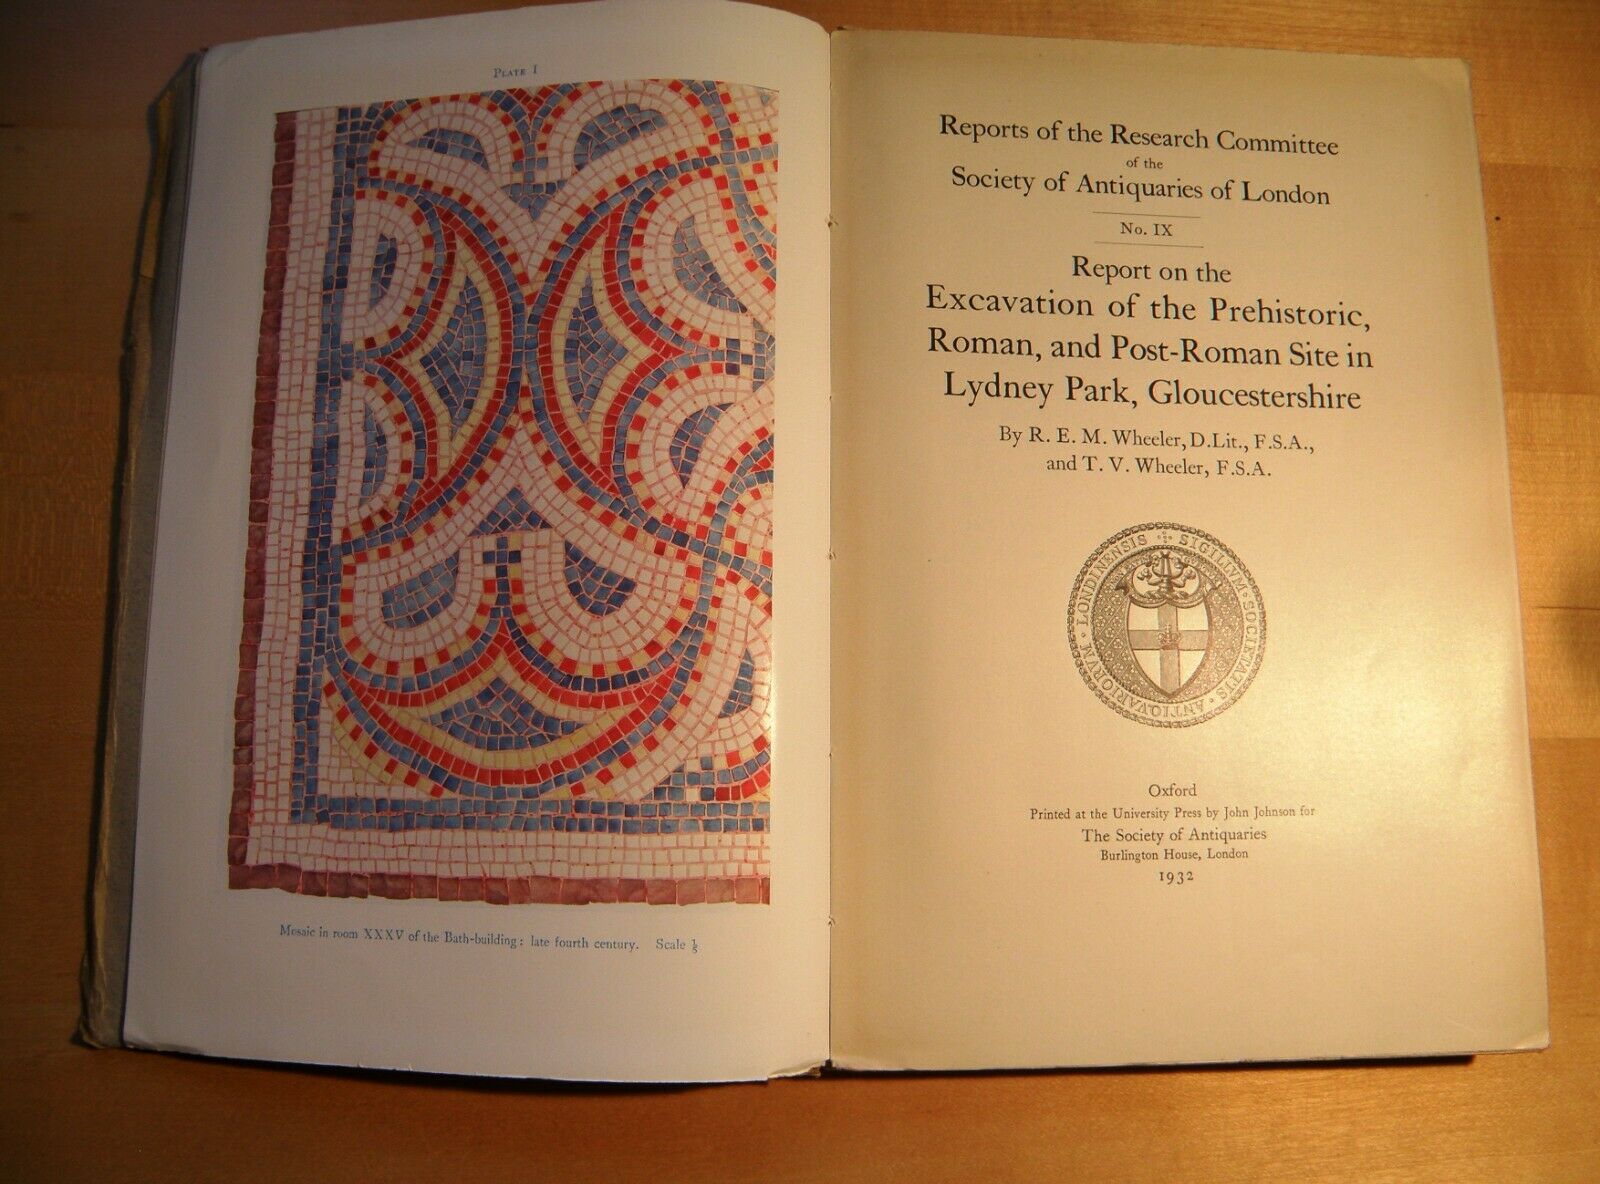 Plate I
Mosaic in room XXXV of the Bath-building: late fourth century. Scale ⅕
Reports of the Research Committee
of the
Society of Antiquaries of London
No. IX
Report on the
Excavation of the Prehistoric,
Roman, and Post-Roman Site in
Lydney Park, Gloucestershire
By R. E. M. Wheeler, D.Lit., F.S.A.,
and T. V. Wheeler, F.S.A.
SIGILLVM · SOCIETATIS · ANTIQVARIORVM · LONDINENSIS
Oxford
Printed at the University Press by John Johnson for
The Society of Antiquaries
Burlington House, London
1932